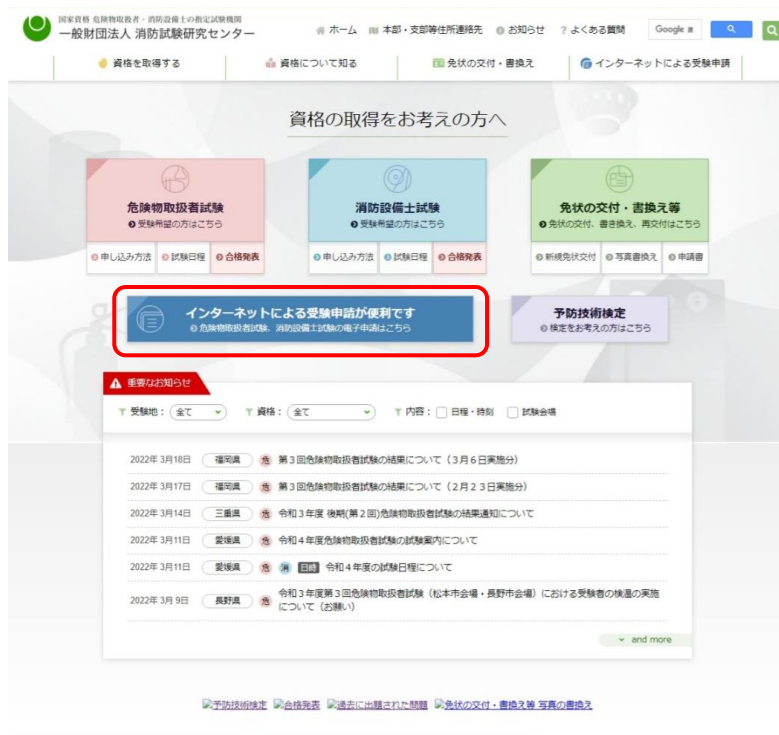 国家資格 危険物取扱者・消防設備士の指定試験機関
一般財団法人 消防試験研究センター
ホーム 本部・支部等住所連絡先 お知らせ ? よくある質問 Google
資格を取得する 資格について知る 免状の交付・書換え インターネットによる受験申請
資格の取得をお考えの方へ
危険物取扱者試験
受験希望の方はこちら
申し込み方法 試験日程 合格発表
消防設備士試験
受験希望の方はこちら
申し込み方法 試験日程 合格発表
免状の交付・書換え等
免状の交付、書き換え、再交付はこちら
新規免状交付 写真書換え 申請書
インターネットによる受験申請が便利です
危険物取扱者試験、消防設備士試験の電子申請はこちら
予防技術検定
検定をお考えの方はこちら
重要なお知らせ
受験地：全て 資格：全て 内容：日程・時刻 試験会場
2022年 3月18日 福岡県 危 第3回危険物取扱者試験の結果について（3月6日実施分）
2022年 3月17日 福岡県 危 第3回危険物取扱者試験の結果について（2月23日実施分）
2022年 3月14日 三重県 危 令和3年度 後期(第2回)危険物取扱者試験の結果通知について
2022年 3月11日 愛媛県 危 令和4年度危険物取扱者試験の試験案内について
2022年 3月11日 愛媛県 危 消 日時 令和4年度の試験日程について
2022年 3月 9日 長野県 危 令和3年度第3回危険物取扱者試験（松本市会場・長野市会場）における受験者の検温の実施
について（お願い）
and more
予防技術検定 合格発表 過去に出題された問題 免状の交付・書換え等 写真の書換え